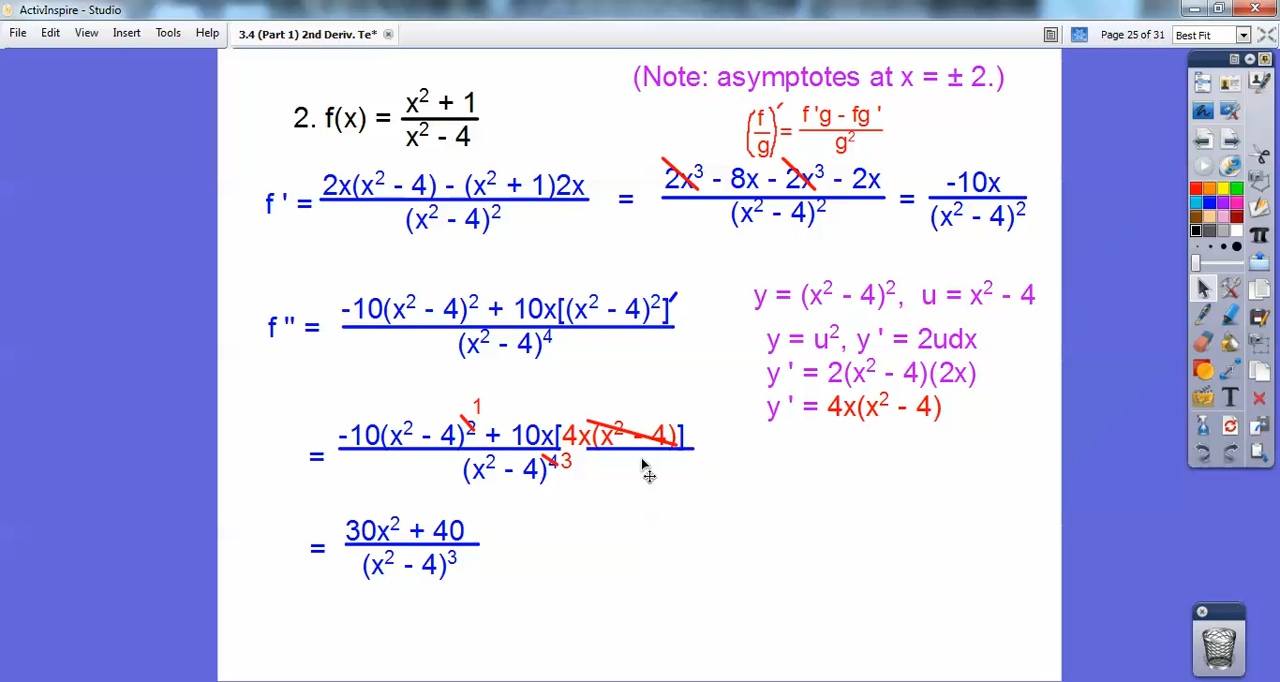 ActivInspire - Studio
File Edit View Insert Tools Help
3.4 (Part 1) 2nd Deriv. Te*
Page 25 of 31
Best Fit
(Note: asymptotes at x = ± 2.)
2. f(x) = (x² + 1)/(x² - 4)
(f/g)' = (f 'g - fg ')/g²
f ' = (2x(x² - 4) - (x² + 1)2x)/(x² - 4)² = (2x³ - 8x - 2x³ - 2x)/(x² - 4)² = -10x/(x² - 4)²
f " = (-10(x² - 4)² + 10x[(x² - 4)²]')/(x² - 4)⁴
y = (x² - 4)², u = x² - 4
y = u², y ' = 2udx
y ' = 2(x² - 4)(2x)
y ' = 4x(x² - 4)
1
= (-10(x² - 4)² + 10x[4x(x² - 4)])/(x² - 4)⁴ 3
= (30x² + 40)/(x² - 4)³